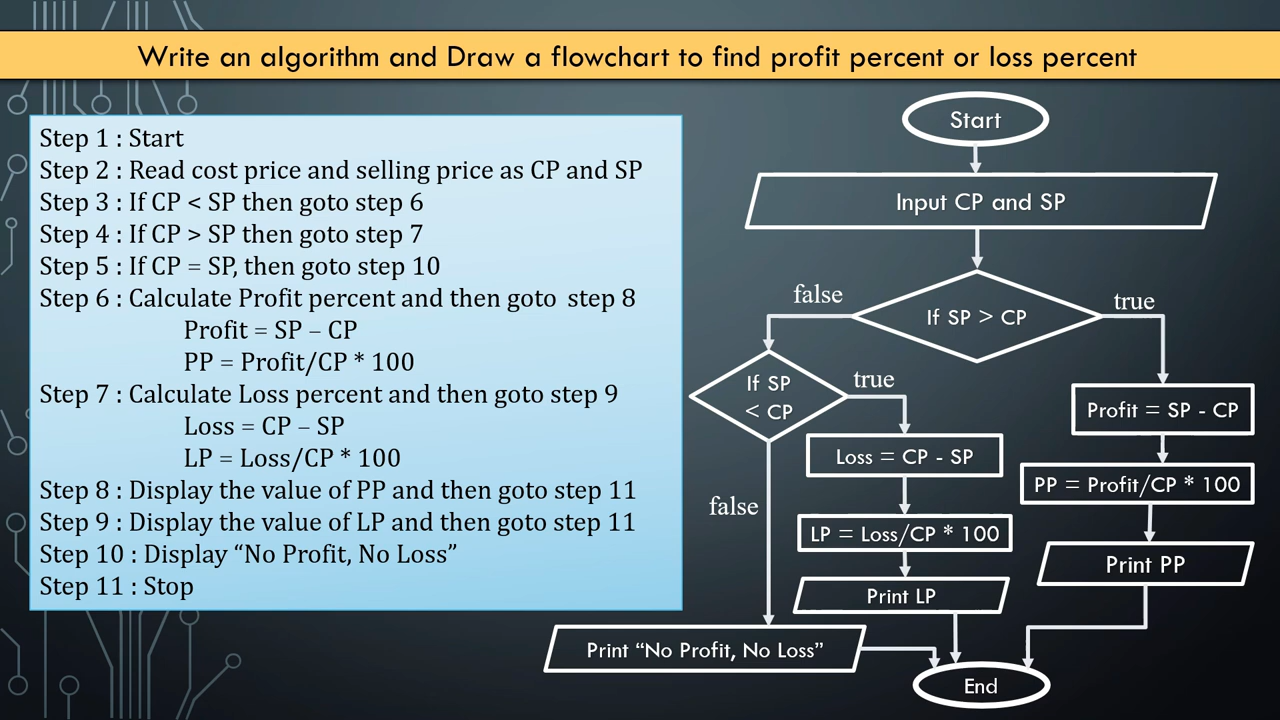 Write an algorithm and Draw a flowchart to find profit percent or loss percent
Step 1 : Start
Step 2 : Read cost price and selling price as CP and SP
Step 3 : If CP < SP then goto step 6
Step 4 : If CP > SP then goto step 7
Step 5 : If CP = SP, then goto step 10
Step 6 : Calculate Profit percent and then goto  step 8
Profit = SP – CP
PP = Profit/CP * 100
Step 7 : Calculate Loss percent and then goto step 9
Loss = CP – SP
LP = Loss/CP * 100
Step 8 : Display the value of PP and then goto step 11
Step 9 : Display the value of LP and then goto step 11
Step 10 : Display “No Profit, No Loss”
Step 11 : Stop
Start
Input CP and SP
If SP > CP
false
true
If SP
< CP
true
false
Loss = CP - SP
LP = Loss/CP * 100
Print LP
Profit = SP - CP
PP = Profit/CP * 100
Print PP
Print “No Profit, No Loss”
End